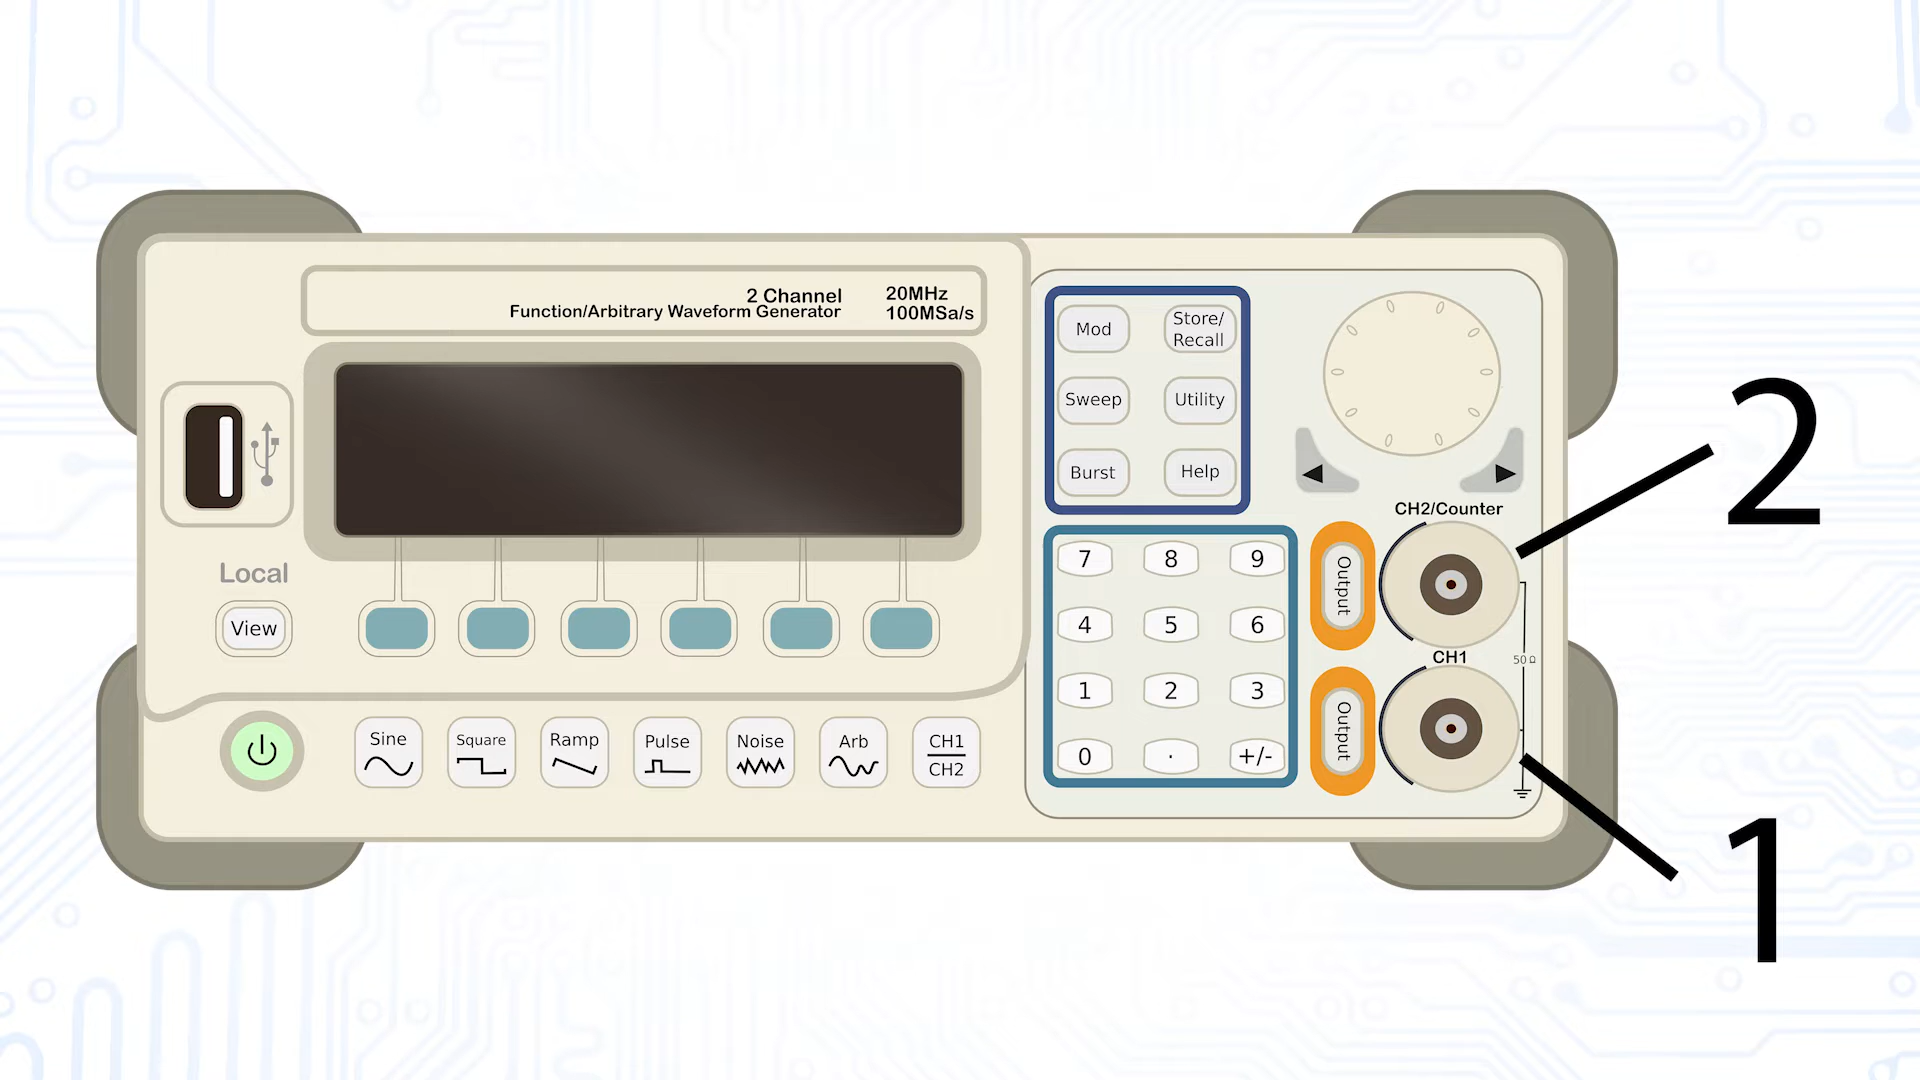 2 Channel
Function/Arbitrary Waveform Generator
20MHz
100MSa/s
Mod
Store/
Recall
Sweep
Utility
Burst
Help
2
CH2/Counter
Local
View
7
8
9
4
5
6
1
2
3
0
.
+/-
Output
Output
CH1
50 Ω
Sine
Square
Ramp
Pulse
Noise
Arb
CH1
CH2
1